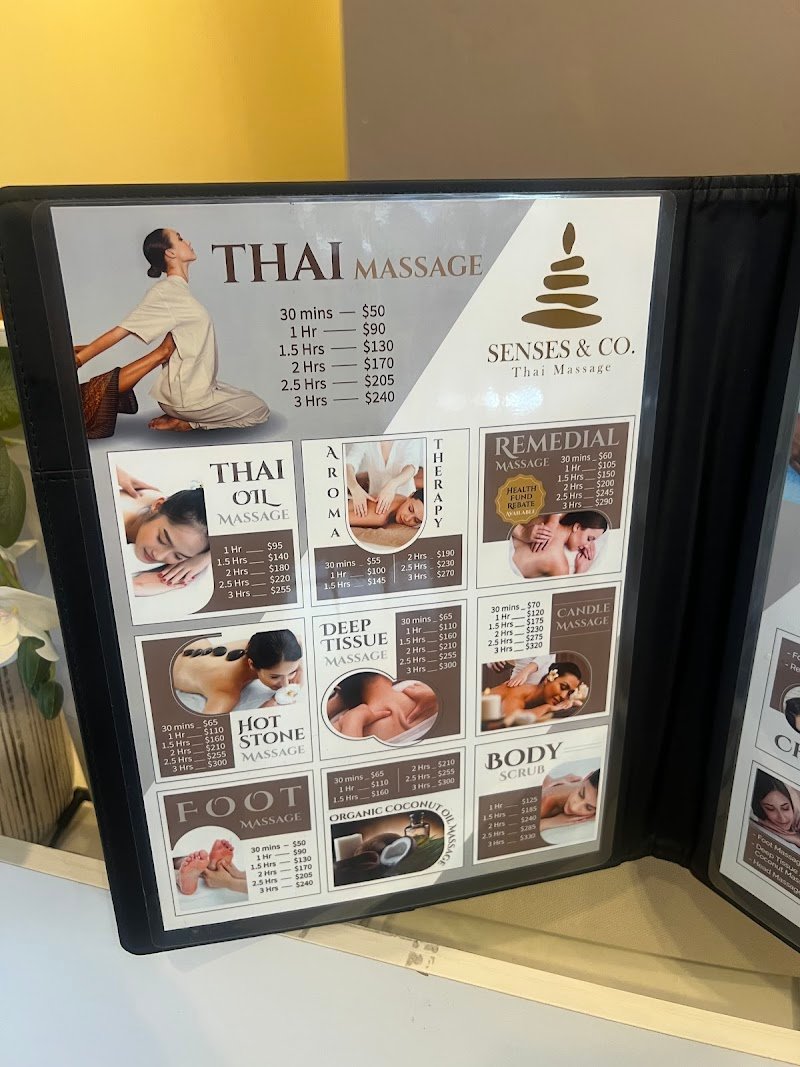 THAI MASSAGE
30 mins — $50
1 Hr — $90
1.5 Hrs — $130
2 Hrs — $170
2.5 Hrs — $205
3 Hrs — $240
SENSES & CO.
Thai Massage
THAI
OIL
MASSAGE
1 Hr — $95
1.5 Hrs — $140
2 Hrs — $180
2.5 Hrs — $220
3 Hrs — $255
AROMA
THERAPY
30 mins _ $55
1 Hr — $100
1.5 Hrs — $145
2 Hrs _ $190
2.5 Hrs _ $230
3 Hrs — $270
REMEDIAL
MASSAGE
HEALTH
FUND
REBATE
AVAILABLE
30 mins _ $60
1 Hr — $105
1.5 Hrs — $150
2 Hrs — $200
2.5 Hrs — $245
3 Hrs — $290
30 mins _ $65
1 Hr — $110
1.5 Hrs — $160
2 Hrs — $210
2.5 Hrs — $255
3 Hrs — $300
HOT
STONE
MASSAGE
DEEP
TISSUE
MASSAGE
30 mins _ $65
1 Hr — $110
1.5 Hrs — $160
2 Hrs — $210
2.5 Hrs — $255
3 Hrs — $300
30 mins _ $70
1 Hr — $120
1.5 Hrs — $175
2 Hrs — $230
2.5 Hrs — $275
3 Hrs — $320
CANDLE
MASSAGE
FOOT
MASSAGE
30 mins — $50
1 Hr — $90
1.5 Hrs — $130
2 Hrs — $170
2.5 Hrs — $205
3 Hrs — $240
30 mins _ $65
1 Hr — $110
1.5 Hrs — $160
2 Hrs _ $210
2.5 Hrs _ $255
3 Hrs — $300
ORGANIC COCONUT OIL MASSAGE
BODY
SCRUB
1 Hr — $125
1.5 Hrs — $185
2 Hrs — $240
2.5 Hrs — $285
3 Hrs — $330
- Foot Massa
- Deep Tissue
- Coconut Mas
- Head Massag